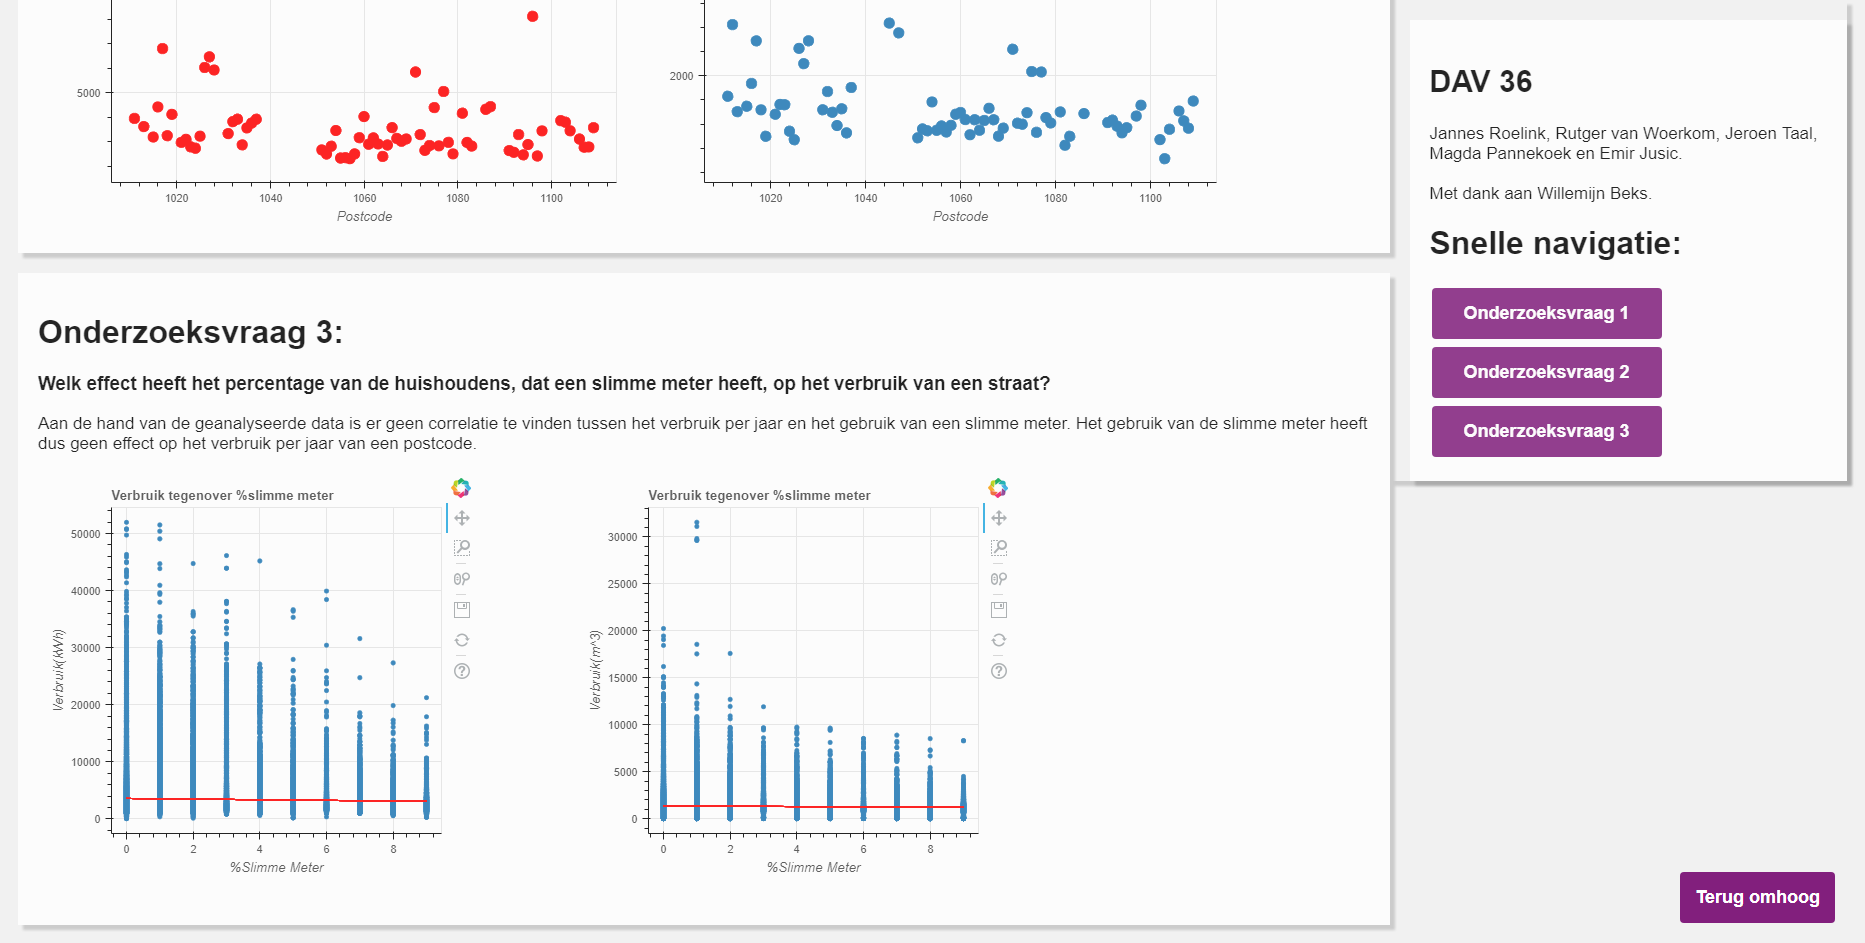 5000
1020 1040 1060 1080 1100
Postcode
2000
1020 1040 1060 1080 1100
Postcode
Onderzoeksvraag 3:
Welk effect heeft het percentage van de huishoudens, dat een slimme meter heeft, op het verbruik van een straat?
Aan de hand van de geanalyseerde data is er geen correlatie te vinden tussen het verbruik per jaar en het gebruik van een slimme meter. Het gebruik van de slimme meter heeft
dus geen effect op het verbruik per jaar van een postcode.
Verbruik tegenover %slimme meter
Verbruik(kWh)
50000
40000
30000
20000
10000
0
0 2 4 6 8
%Slimme Meter
Verbruik tegenover %slimme meter
Verbruik(m^3)
30000
25000
20000
15000
10000
5000
0
0 2 4 6 8
%Slimme Meter
DAV 36
Jannes Roelink, Rutger van Woerkom, Jeroen Taal,
Magda Pannekoek en Emir Jusic.
Met dank aan Willemijn Beks.
Snelle navigatie:
Onderzoeksvraag 1
Onderzoeksvraag 2
Onderzoeksvraag 3
Terug omhoog